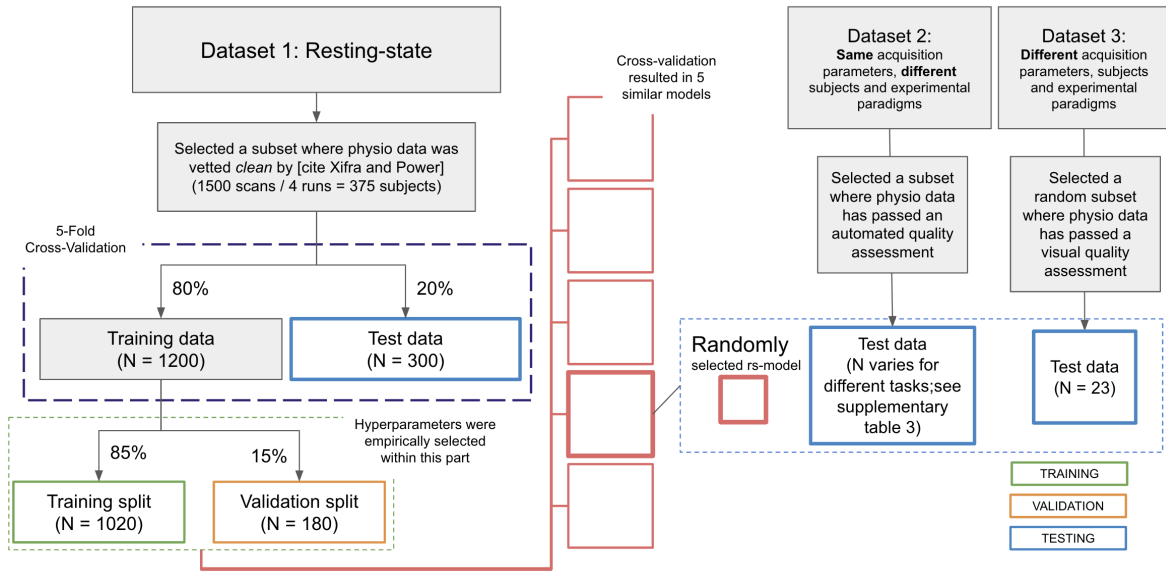 Dataset 1: Resting-state
Selected a subset where physio data was
vetted clean by [cite Xifra and Power]
(1500 scans / 4 runs = 375 subjects)
5-Fold
Cross-Validation
80%
20%
Training data
(N = 1200)
Test data
(N = 300)
Hyperparameters were
empirically selected
within this part
85%
15%
Training split
(N = 1020)
Validation split
(N = 180)
Cross-validation
resulted in 5
similar models
Dataset 2:
Same acquisition
parameters, different
subjects and experimental
paradigms
Selected a subset
where physio data
has passed an
automated quality
assessment
Dataset 3:
Different acquisition
parameters, subjects
and experimental
paradigms
Selected a
random subset
where physio data
has passed a
visual quality
assessment
Randomly
selected rs-model
Test data
(N varies for
different tasks;see
supplementary
table 3)
Test data
(N = 23)
TRAINING
VALIDATION
TESTING